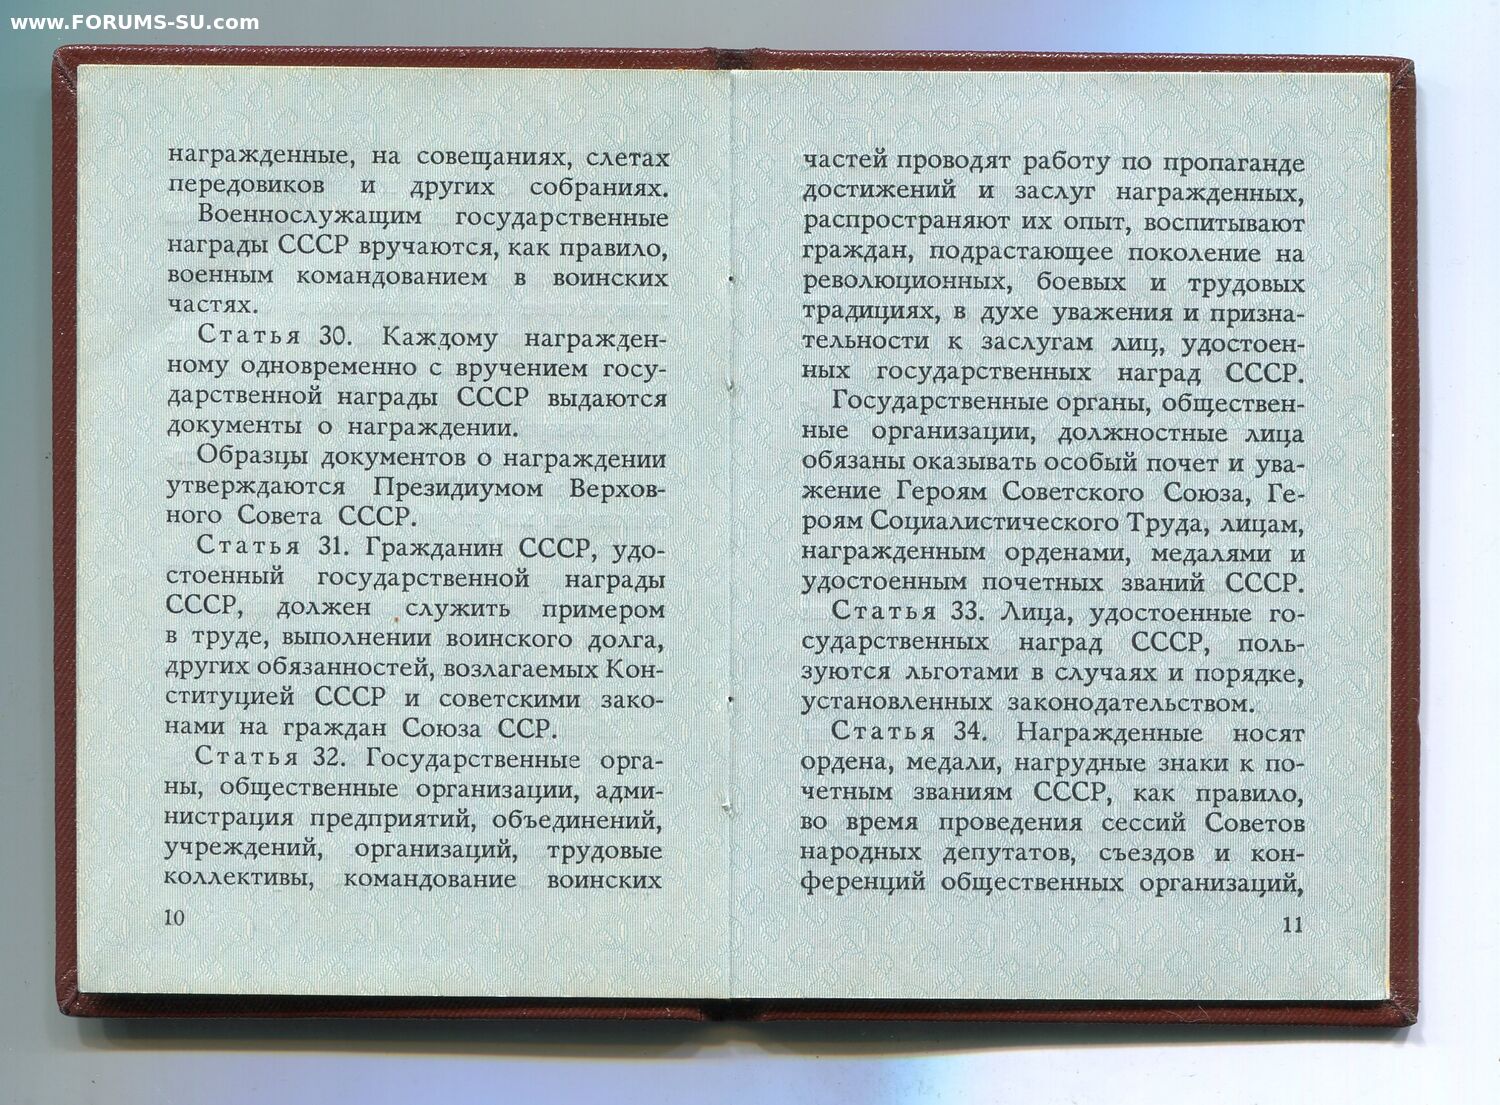 www.FORUMS-SU.com
награжденные, на совещаниях, слетах
передовиков и других собраниях.
Военнослужащим государственные
награды СССР вручаются, как правило,
военным командованием в воинских
частях.
Статья 30. Каждому награжден-
ному одновременно с вручением госу-
дарственной награды СССР выдаются
документы о награждении.
Образцы документов о награждении
утверждаются Президиумом Верхов-
ного Совета СССР.
Статья 31. Гражданин СССР, удо-
стоенный государственной награды
СССР, должен служить примером
в труде, выполнении воинского долга,
других обязанностей, возлагаемых Кон-
ституцией СССР и советскими зако-
нами на граждан Союза ССР.
Статья 32. Государственные орга-
ны, общественные организации, адми-
нистрация предприятий, объединений,
учреждений, организаций, трудовые
коллективы, командование воинских
10
частей проводят работу по пропаганде
достижений и заслуг награжденных,
распространяют их опыт, воспитывают
граждан, подрастающее поколение на
революционных, боевых и трудовых
традициях, в духе уважения и призна-
тельности к заслугам лиц, удостоен-
ных государственных наград СССР.
Государственные органы, обществен-
ные организации, должностные лица
обязаны оказывать особый почет и ува-
жение Героям Советского Союза, Ге-
роям Социалистического Труда, лицам,
награжденным орденами, медалями и
удостоенным почетных званий СССР.
Статья 33. Лица, удостоенные го-
сударственных наград СССР, поль-
зуются льготами в случаях и порядке,
установленных законодательством.
Статья 34. Награжденные носят
ордена, медали, нагрудные знаки к по-
четным званиям СССР, как правило,
во время проведения сессий Советов
народных депутатов, съездов и кон-
ференций общественных организаций,
11